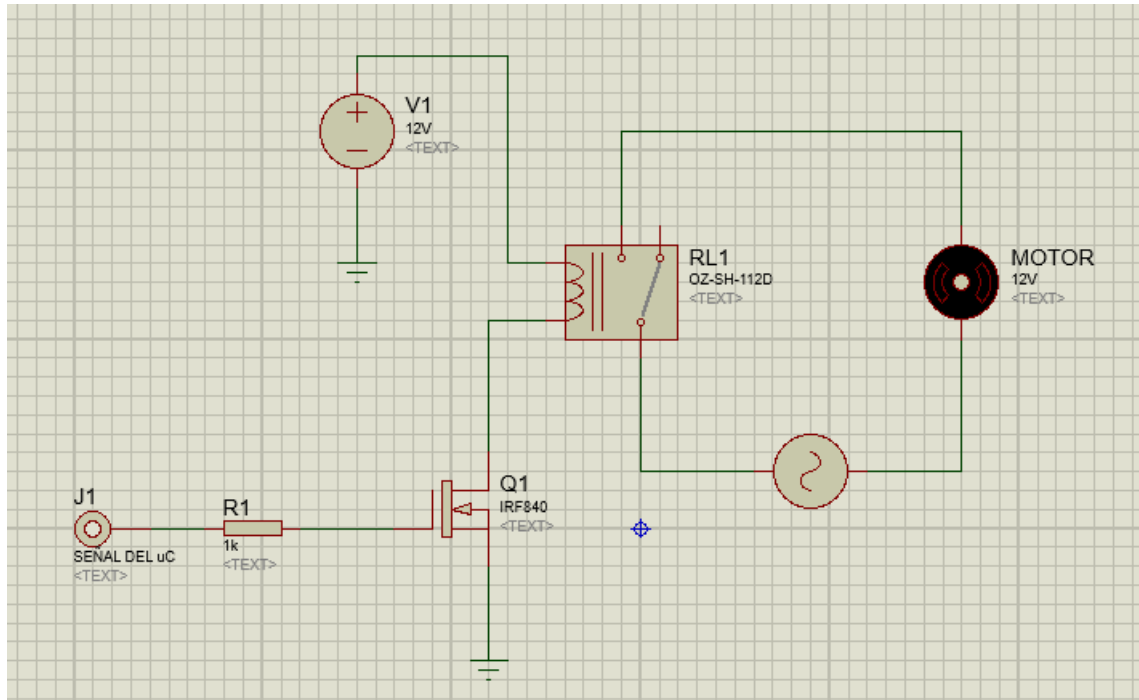 V1
12V
<TEXT>
RL1
OZ-SH-112D
<TEXT>
MOTOR
12V
<TEXT>
Q1
IRF840
<TEXT>
J1
SEÑAL DEL uC
<TEXT>
R1
1k
<TEXT>